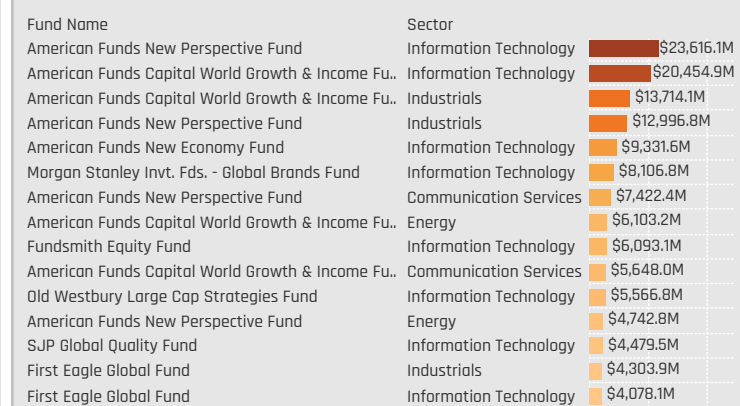 Fund Name Sector
American Funds New Perspective Fund Information Technology $23,616.1M
American Funds Capital World Growth & Income Fu.. Information Technology $20,454.9M
American Funds Capital World Growth & Income Fu.. Industrials $13,714.1M
American Funds New Perspective Fund Industrials $12,996.8M
American Funds New Economy Fund Information Technology $9,331.6M
Morgan Stanley Invt. Fds. - Global Brands Fund Information Technology $8,106.8M
American Funds New Perspective Fund Communication Services $7,422.4M
American Funds Capital World Growth & Income Fu.. Energy $6,103.2M
Fundsmith Equity Fund Information Technology $6,093.1M
American Funds Capital World Growth & Income Fu.. Communication Services $5,648.0M
Old Westbury Large Cap Strategies Fund Information Technology $5,566.8M
American Funds New Perspective Fund Energy $4,742.8M
SJP Global Quality Fund Information Technology $4,479.5M
First Eagle Global Fund Industrials $4,303.9M
First Eagle Global Fund Information Technology $4,078.1M